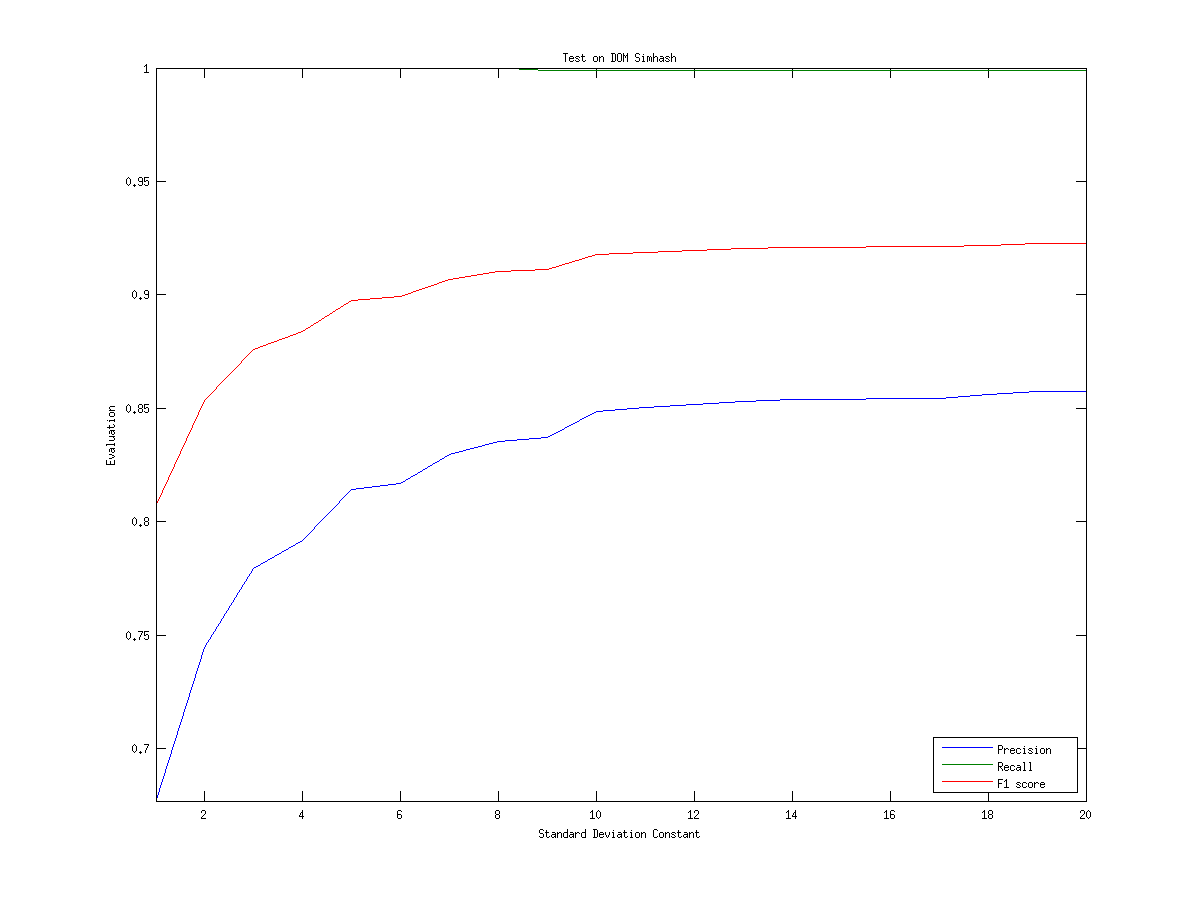 Test on DOM Simhash
1
0.95
0.9
0.85
0.8
0.75
0.7
Evaluation
2 4 6 8 10 12 14 16 18 20
Standard Deviation Constant
Precision
Recall
F1 score